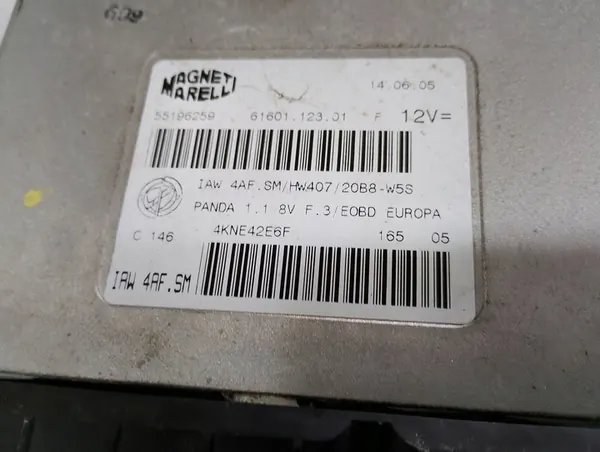 609
MAGNETI MARELLI 14.06.05
55196259 61601.123.01 F 12V=
IAW 4AF.SM/HW407/20B8-W5S
PANDA 1.1 8V F.3/EOBD EUROPA
C 146 4KNE42E6F 165 05
IAW 4AF.SM